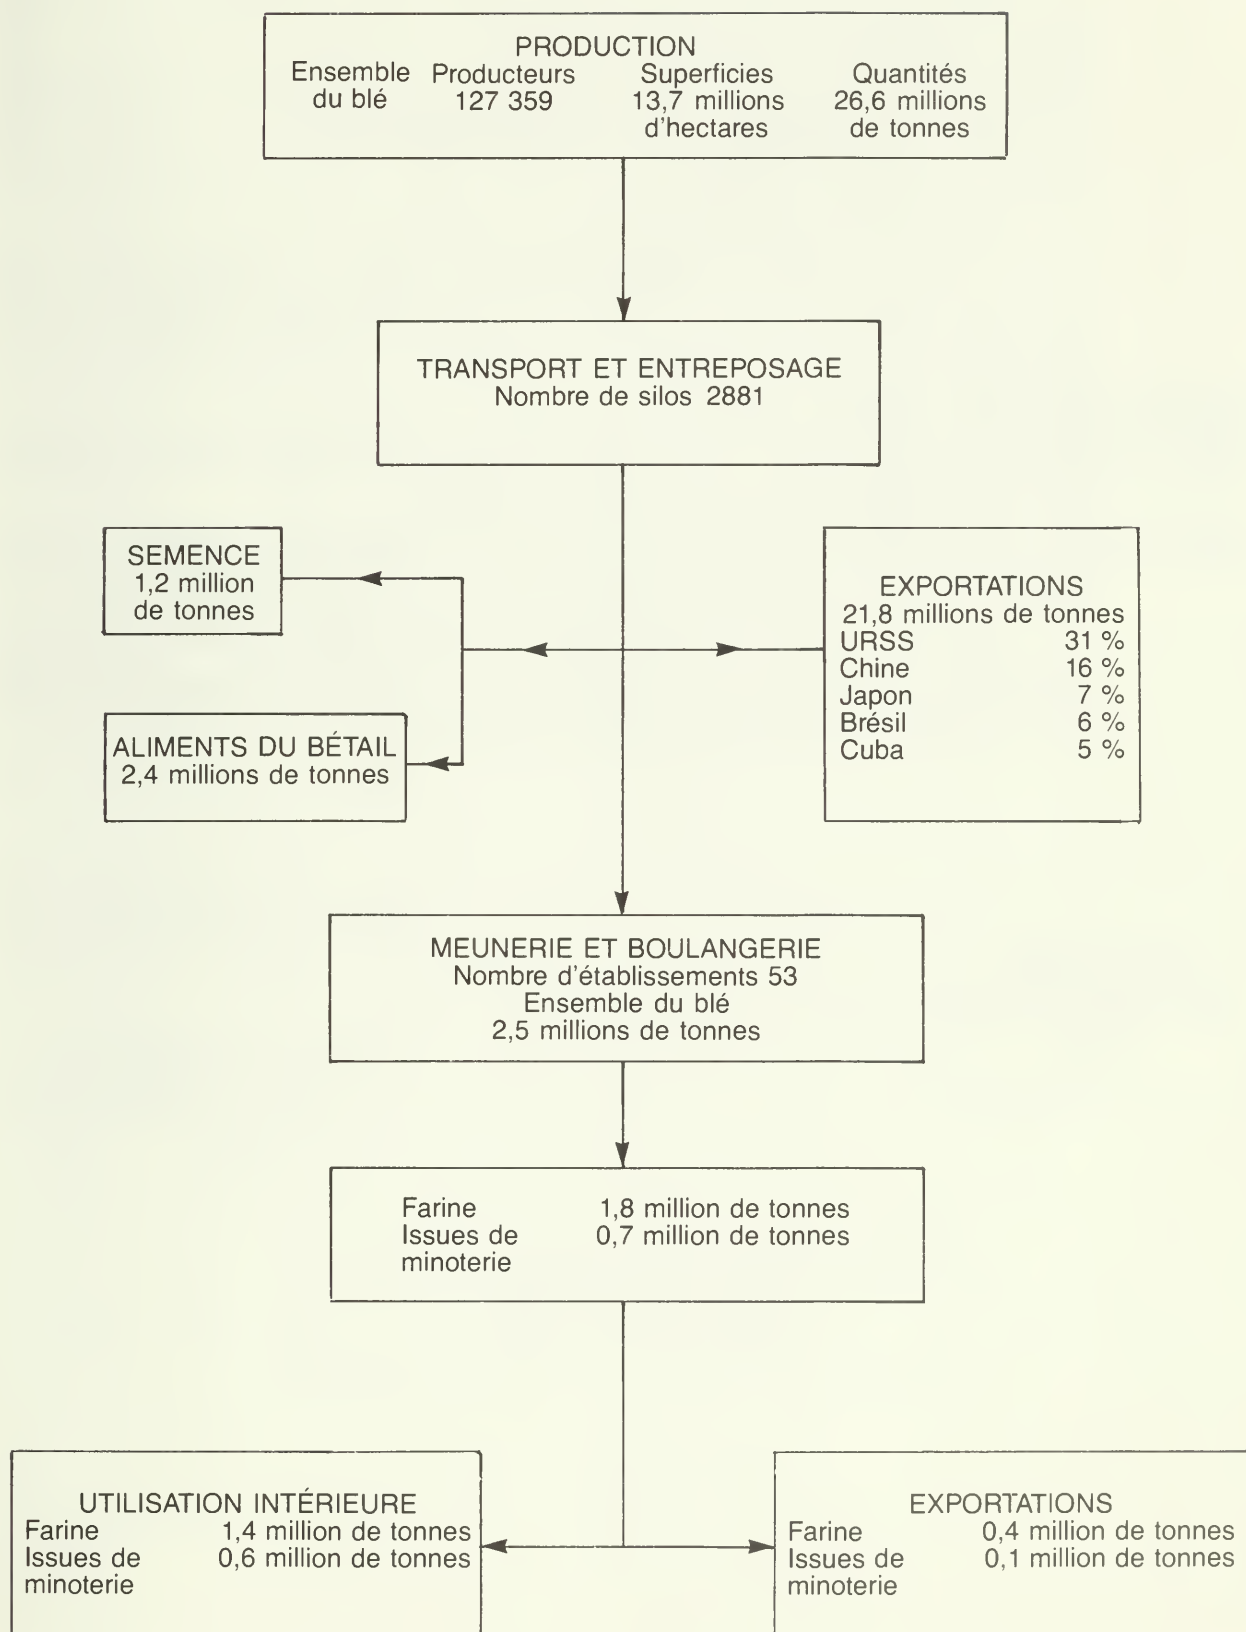 PRODUCTION
Ensemble Producteurs Superficies Quantités
du blé 127 359 13,7 millions 26,6 millions
d'hectares de tonnes
TRANSPORT ET ENTREPOSAGE
Nombre de silos 2881
SEMENCE
1,2 million
de tonnes
EXPORTATIONS
21,8 millions de tonnes
URSS 31 %
Chine 16 %
Japon 7 %
Brésil 6 %
Cuba 5 %
ALIMENTS DU BÉTAIL
2,4 millions de tonnes
MEUNERIE ET BOULANGERIE
Nombre d'établissements 53
Ensemble du blé
2,5 millions de tonnes
Farine 1,8 million de tonnes
Issues de 0,7 million de tonnes
minoterie
UTILISATION INTÉRIEURE
Farine 1,4 million de tonnes
Issues de 0,6 million de tonnes
minoterie
EXPORTATIONS
Farine 0,4 million de tonnes
Issues de 0,1 million de tonnes
minoterie